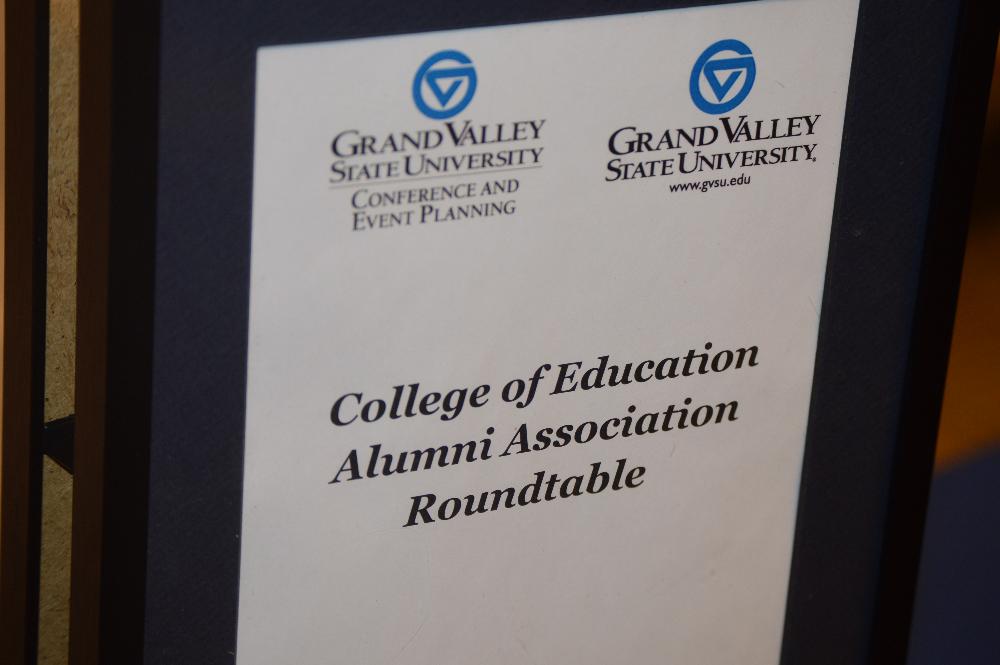 GRAND VALLEY
STATE UNIVERSITY
CONFERENCE AND
EVENT PLANNING
GRAND VALLEY
STATE UNIVERSITY®
www.gvsu.edu
College of Education
Alumni Association
Roundtable